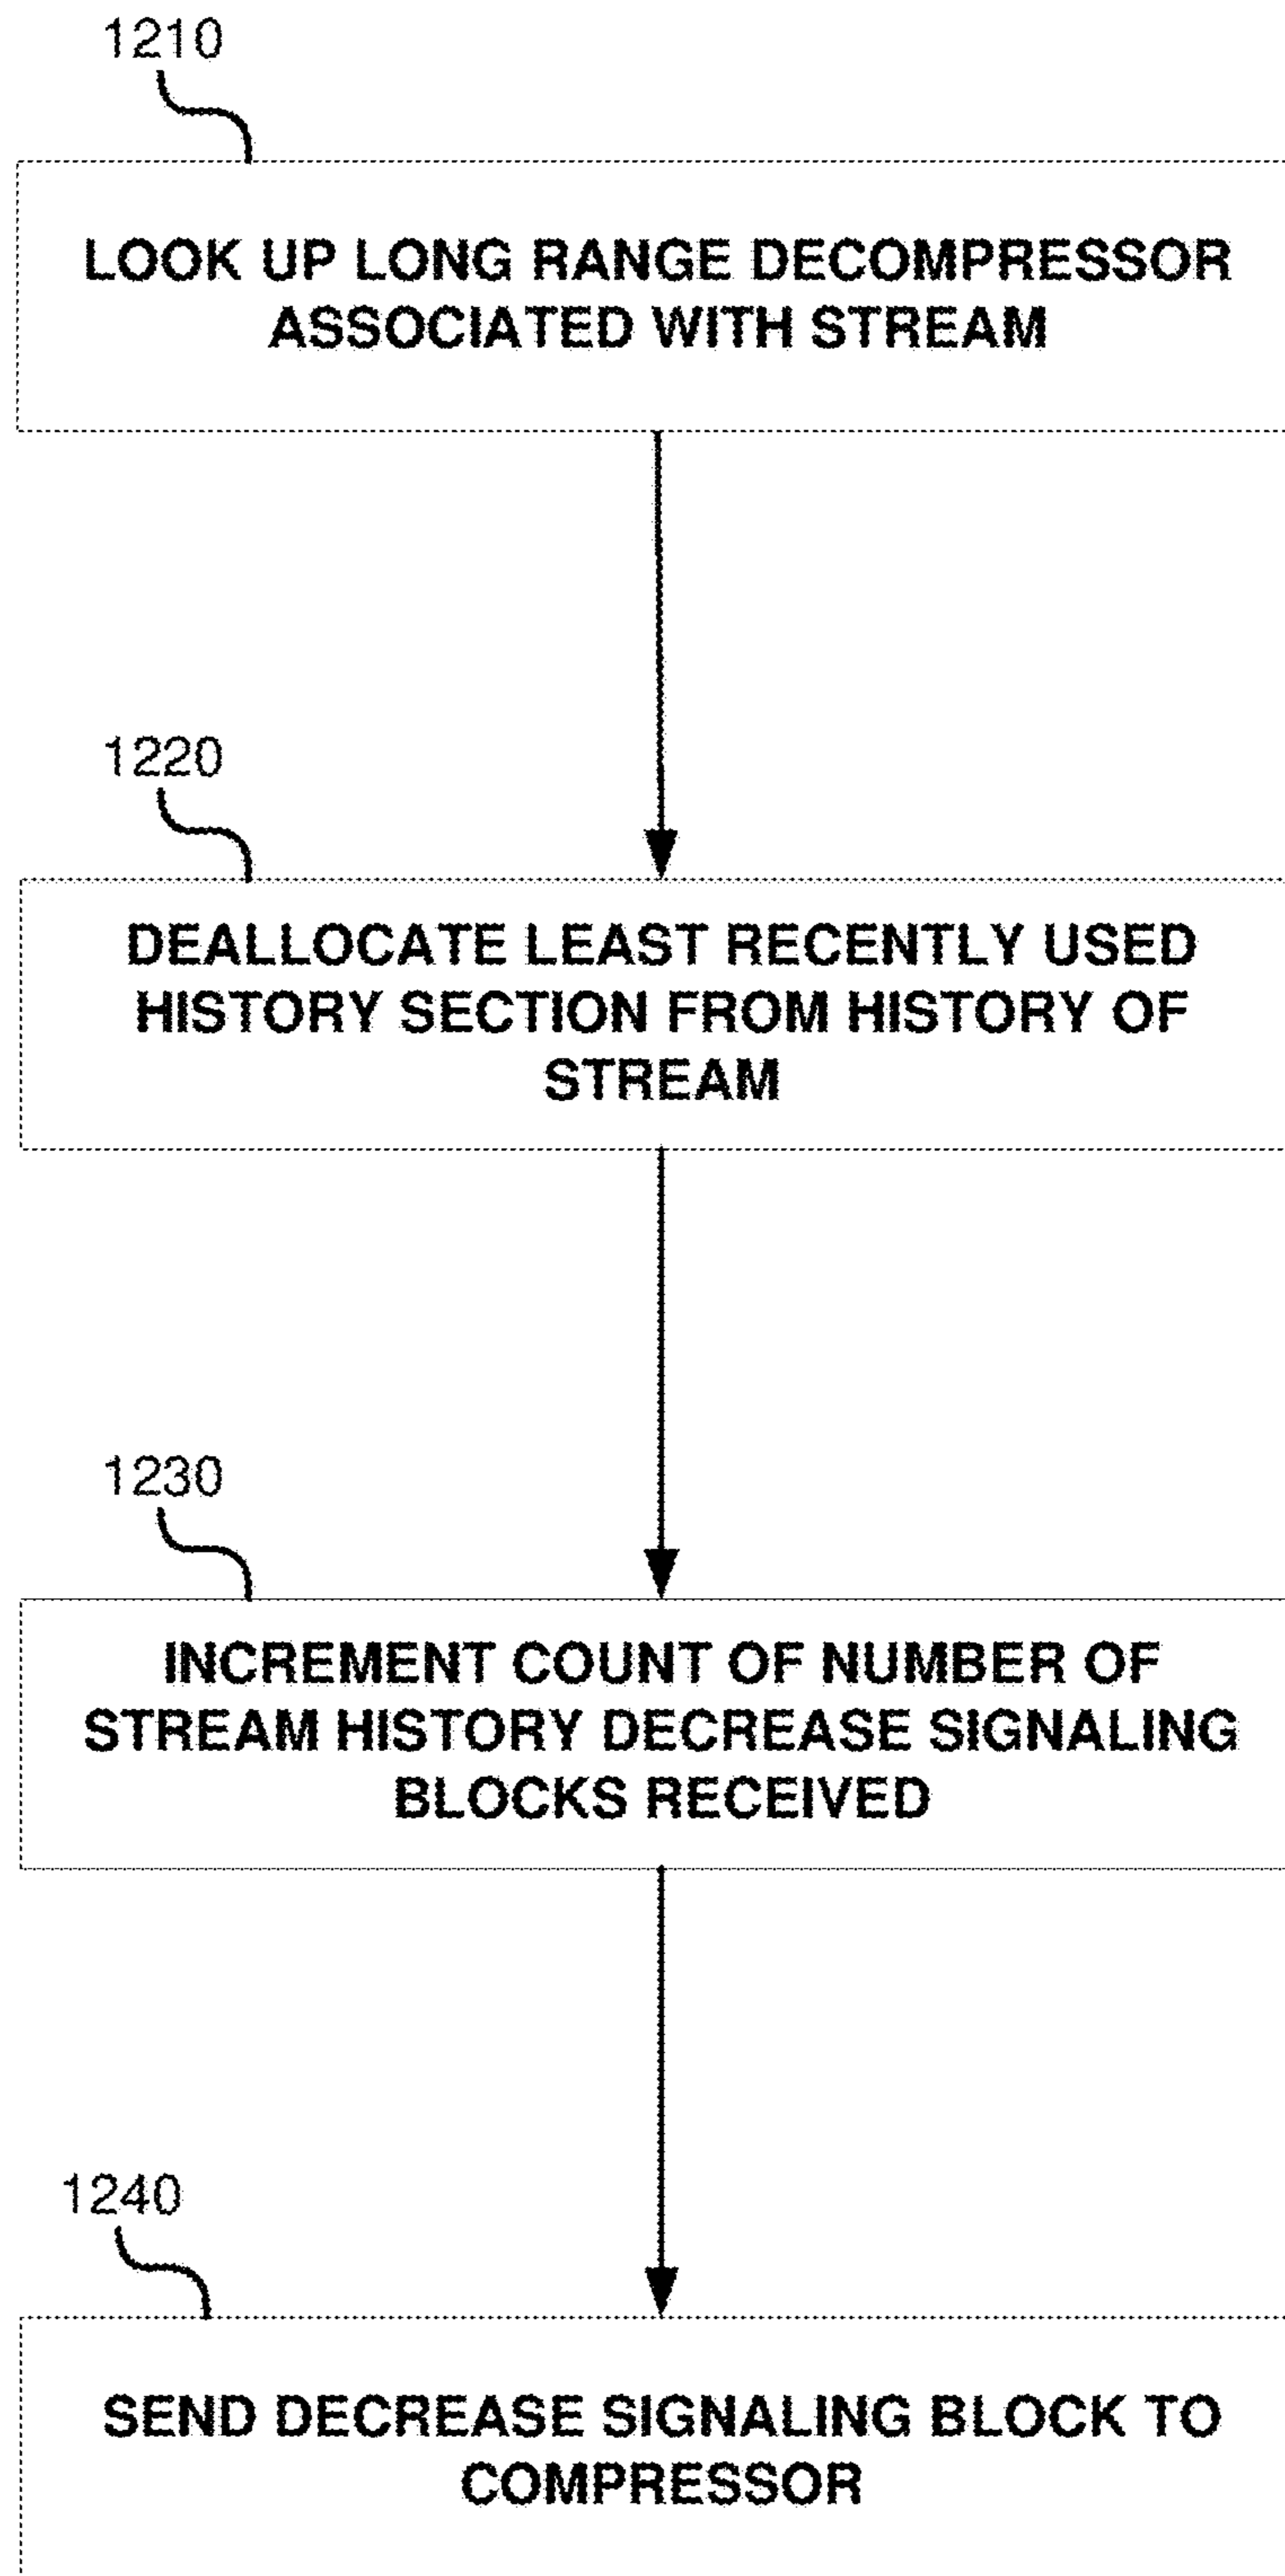 1210
LOOK UP LONG RANGE DECOMPRESSOR
ASSOCIATED WITH STREAM
1220
DEALLOCATE LEAST RECENTLY USED
HISTORY SECTION FROM HISTORY OF
STREAM
1230
INCREMENT COUNT OF NUMBER OF
STREAM HISTORY DECREASE SIGNALING
BLOCKS RECEIVED
1240
SEND DECREASE SIGNALING BLOCK TO
COMPRESSOR